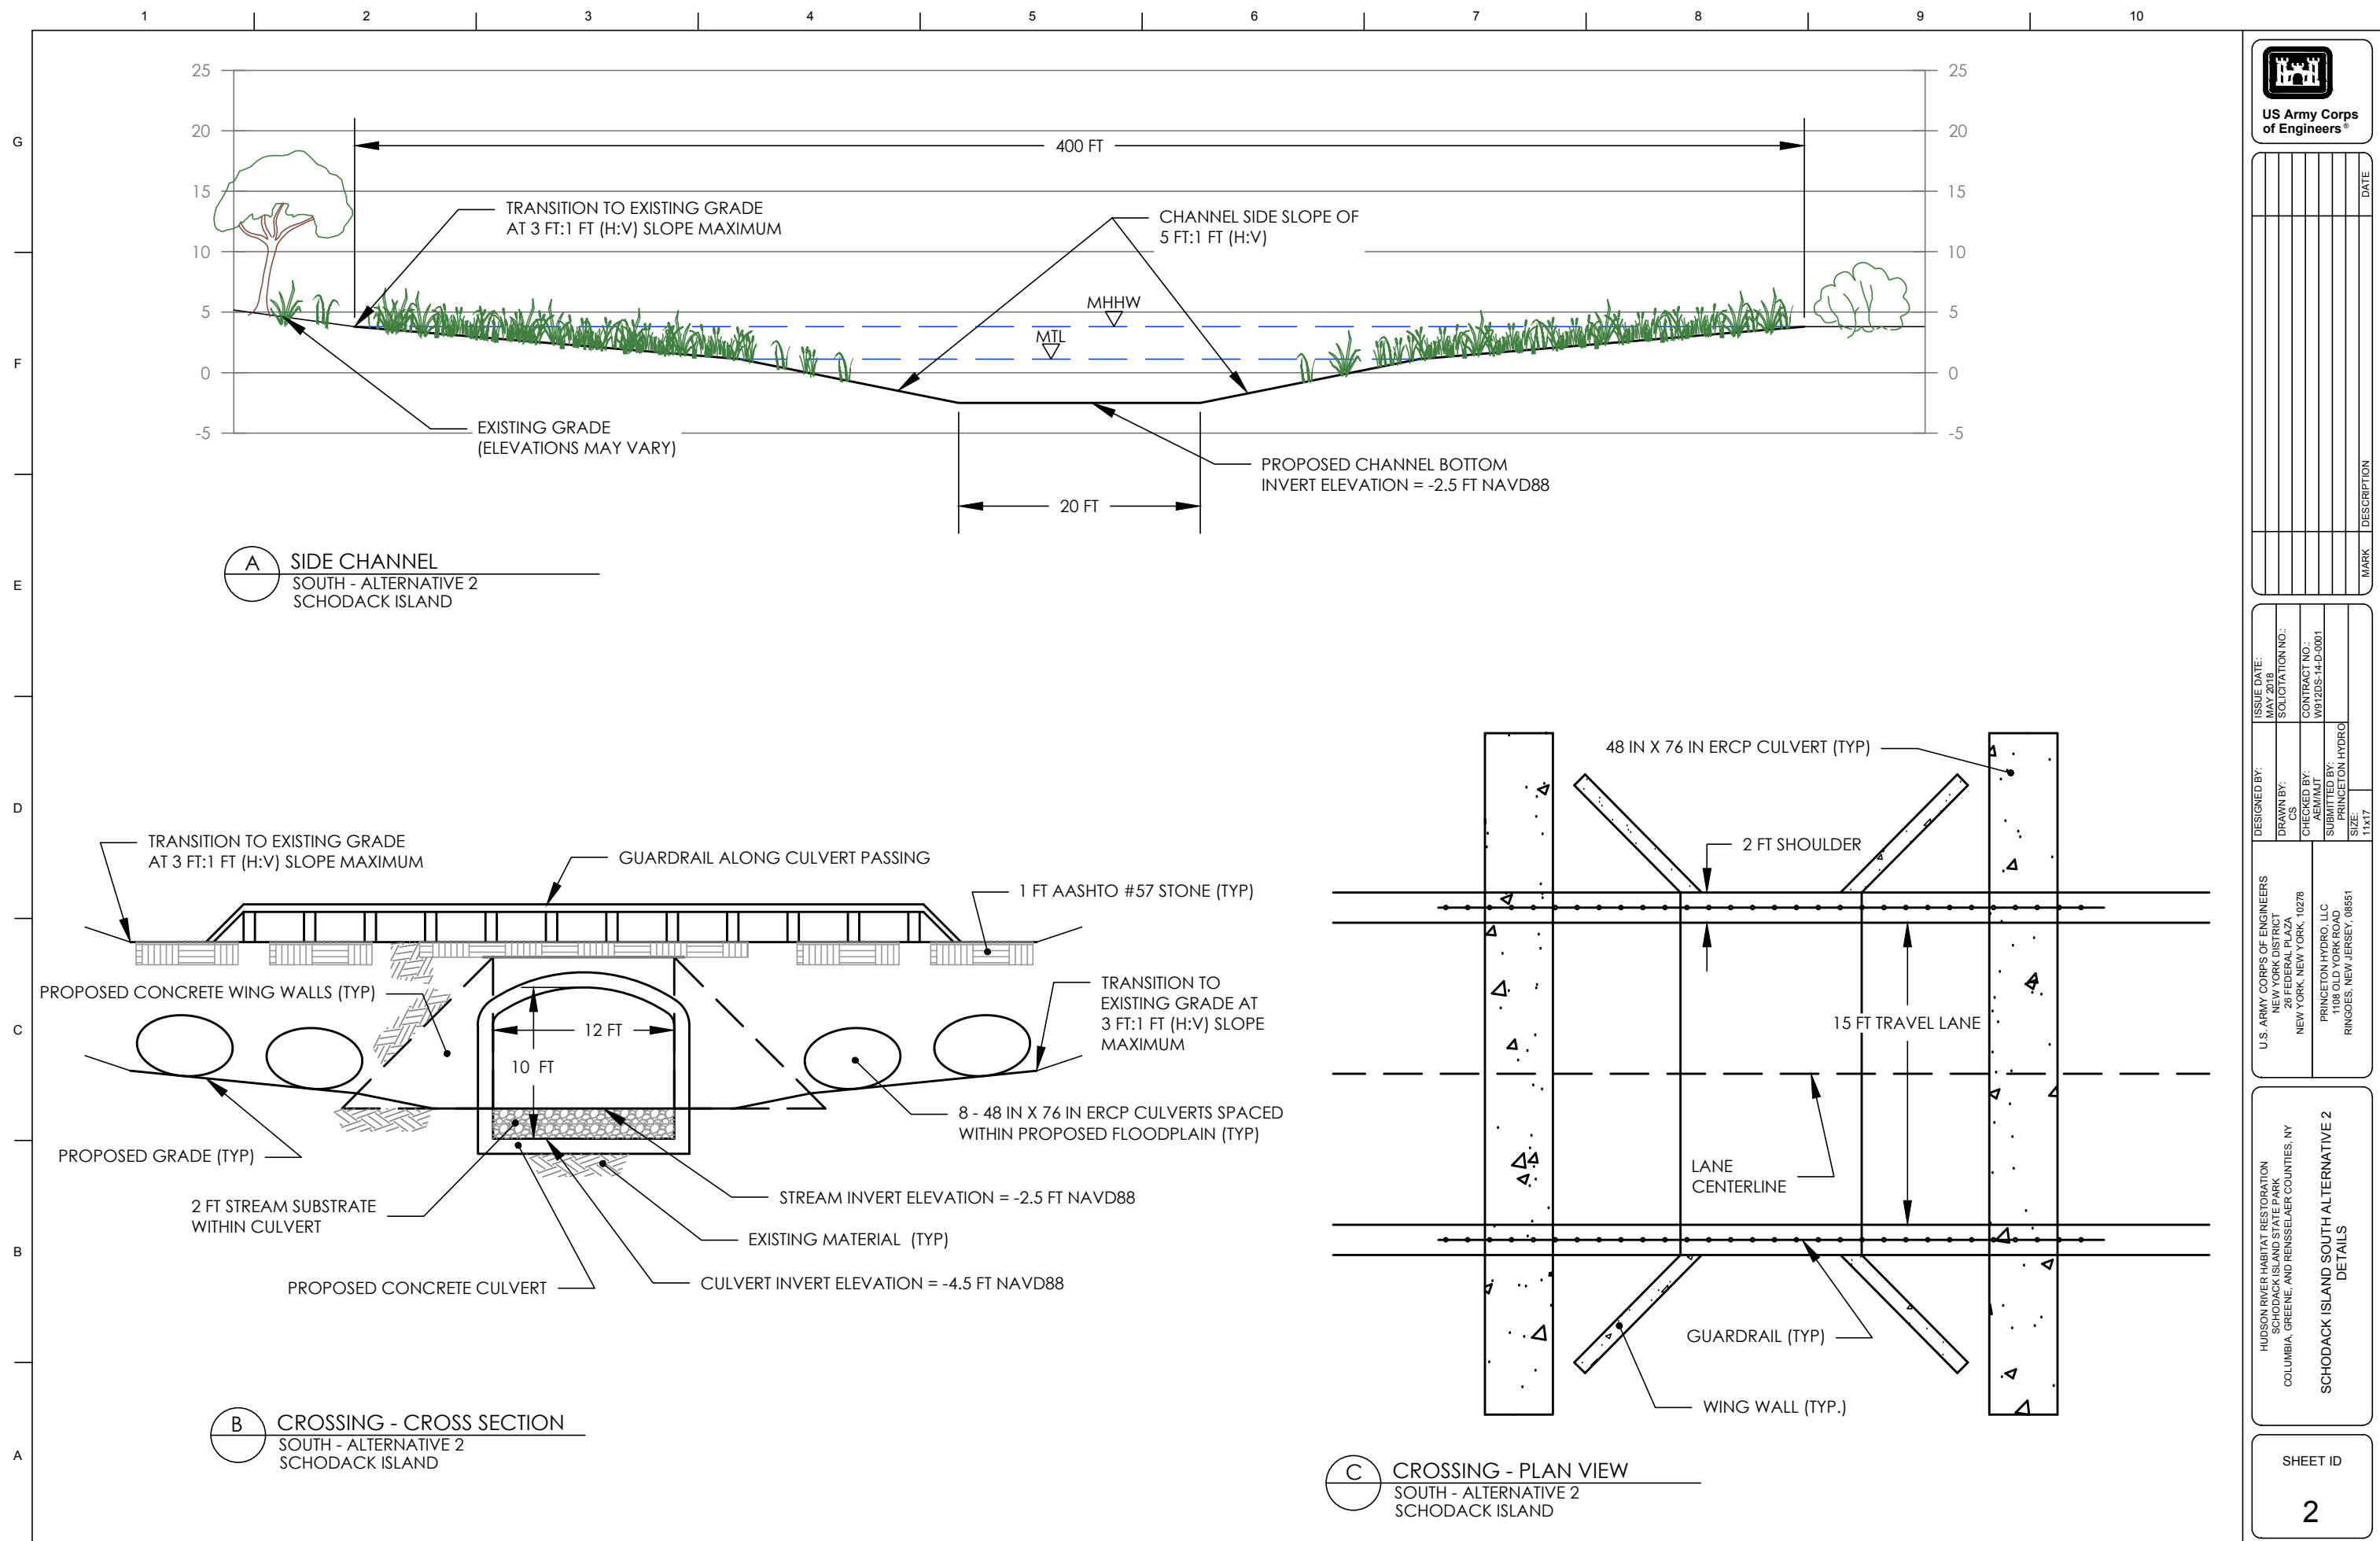 1 2 3 4 5 6 7 8 9 10
G
F
E
D
C
B
A
25 25
20 20
15 15
10 10
5 5
0 0
-5 -5
400 FT
TRANSITION TO EXISTING GRADE
AT 3 FT:1 FT (H:V) SLOPE MAXIMUM
CHANNEL SIDE SLOPE OF
5 FT:1 FT (H:V)
MHHW
MTL
EXISTING GRADE
(ELEVATIONS MAY VARY)
PROPOSED CHANNEL BOTTOM
INVERT ELEVATION = -2.5 FT NAVD88
20 FT
A SIDE CHANNEL
SOUTH - ALTERNATIVE 2
SCHODACK ISLAND
TRANSITION TO EXISTING GRADE
AT 3 FT:1 FT (H:V) SLOPE MAXIMUM
GUARDRAIL ALONG CULVERT PASSING
1 FT AASHTO #57 STONE (TYP)
PROPOSED CONCRETE WING WALLS (TYP)
TRANSITION TO
EXISTING GRADE AT
3 FT:1 FT (H:V) SLOPE
MAXIMUM
12 FT
10 FT
8 - 48 IN X 76 IN ERCP CULVERTS SPACED
WITHIN PROPOSED FLOODPLAIN (TYP)
PROPOSED GRADE (TYP)
2 FT STREAM SUBSTRATE
WITHIN CULVERT
STREAM INVERT ELEVATION = -2.5 FT NAVD88
EXISTING MATERIAL (TYP)
PROPOSED CONCRETE CULVERT
CULVERT INVERT ELEVATION = -4.5 FT NAVD88
B CROSSING - CROSS SECTION
SOUTH - ALTERNATIVE 2
SCHODACK ISLAND
48 IN X 76 IN ERCP CULVERT (TYP)
2 FT SHOULDER
15 FT TRAVEL LANE
LANE
CENTERLINE
GUARDRAIL (TYP)
WING WALL (TYP.)
C CROSSING - PLAN VIEW
SOUTH - ALTERNATIVE 2
SCHODACK ISLAND
US Army Corps
of Engineers®
MARK DESCRIPTION DATE
DESIGNED BY:
ISSUE DATE:
MAY 2018
DRAWN BY:
CS
SOLICITATION NO.:
CHECKED BY:
AEM/MJT
CONTRACT NO.:
W912DS-14-D-0001
SUBMITTED BY:
PRINCETON HYDRO
SIZE:
11x17
U.S. ARMY CORPS OF ENGINEERS
NEW YORK DISTRICT
26 FEDERAL PLAZA
NEW YORK, NEW YORK, 10278
PRINCETON HYDRO, LLC
1108 OLD YORK ROAD
RINGOES, NEW JERSEY, 08551
HUDSON RIVER HABITAT RESTORATION
SCHODACK ISLAND STATE PARK
COLUMBIA, GREENE, AND RENSSELAER COUNTIES, NY
SCHODACK ISLAND SOUTH ALTERNATIVE 2
DETAILS
SHEET ID
2